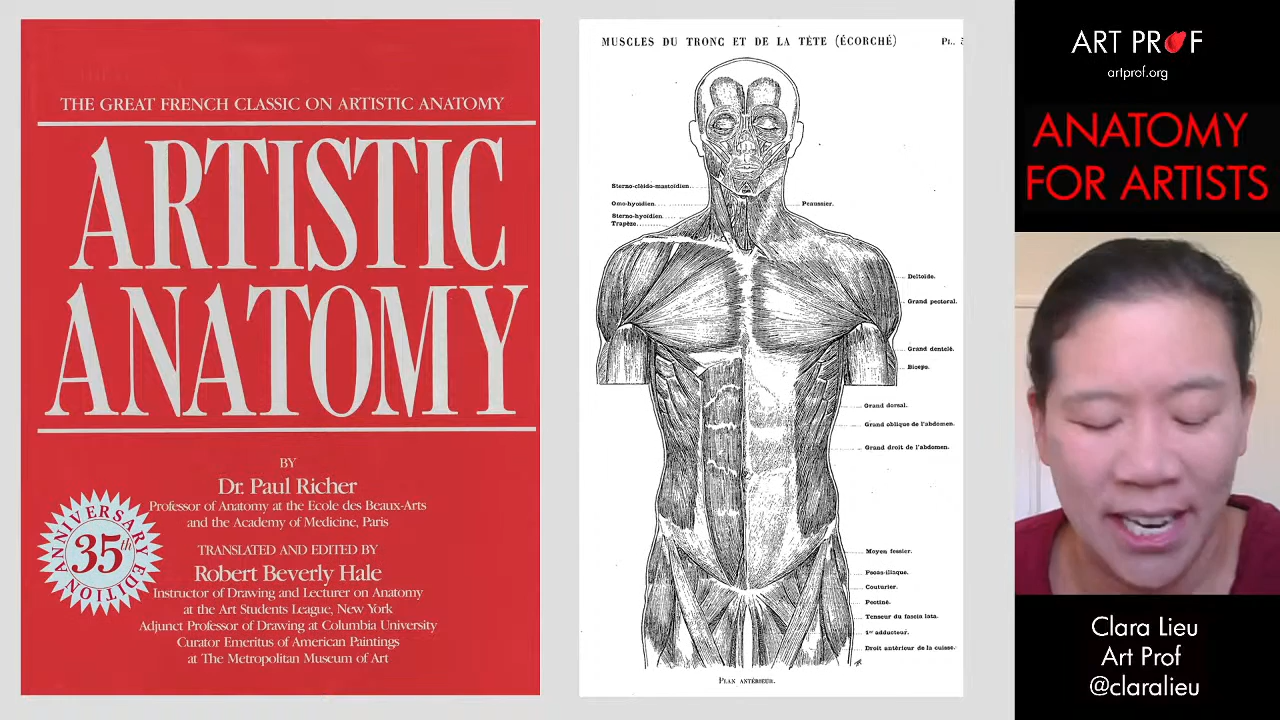 THE GREAT FRENCH CLASSIC ON ARTISTIC ANATOMY
ARTISTIC
ANATOMY
BY
Dr. Paul Richer
Professor of Anatomy at the Ecole des Beaux-Arts
and the Academy of Medicine, Paris
TRANSLATED AND EDITED BY
Robert Beverly Hale
Instructor of Drawing and Lecturer on Anatomy
at the Art Students League, New York
Adjunct Professor of Drawing at Columbia University
Curator Emeritus of American Paintings
at The Metropolitan Museum of Art
35th
ANNIVERSARY EDITION
MUSCLES DU TRONC ET DE LA TÊTE (ÉCORCHÉ)
PL.
Sterno-cléido-mastoïdien.
Omo-hyoïdien.
Sterno-hyoïdien.
Trapèze.
Peaussier.
Deltoïde.
Grand pectoral.
Grand dentelé.
Biceps.
Grand dorsal.
Grand oblique de l'abdomen.
Grand droit de l'abdomen.
Moyen fessier.
Psoas-iliaque.
Couturier.
Pectiné.
Tenseur du fascia lata.
1er adducteur.
Droit antérieur de la cuisse.
PLAN ANTÉRIEUR.
ART PROF
artprof.org
ANATOMY
FOR ARTISTS
Clara Lieu
Art Prof
@claralieu